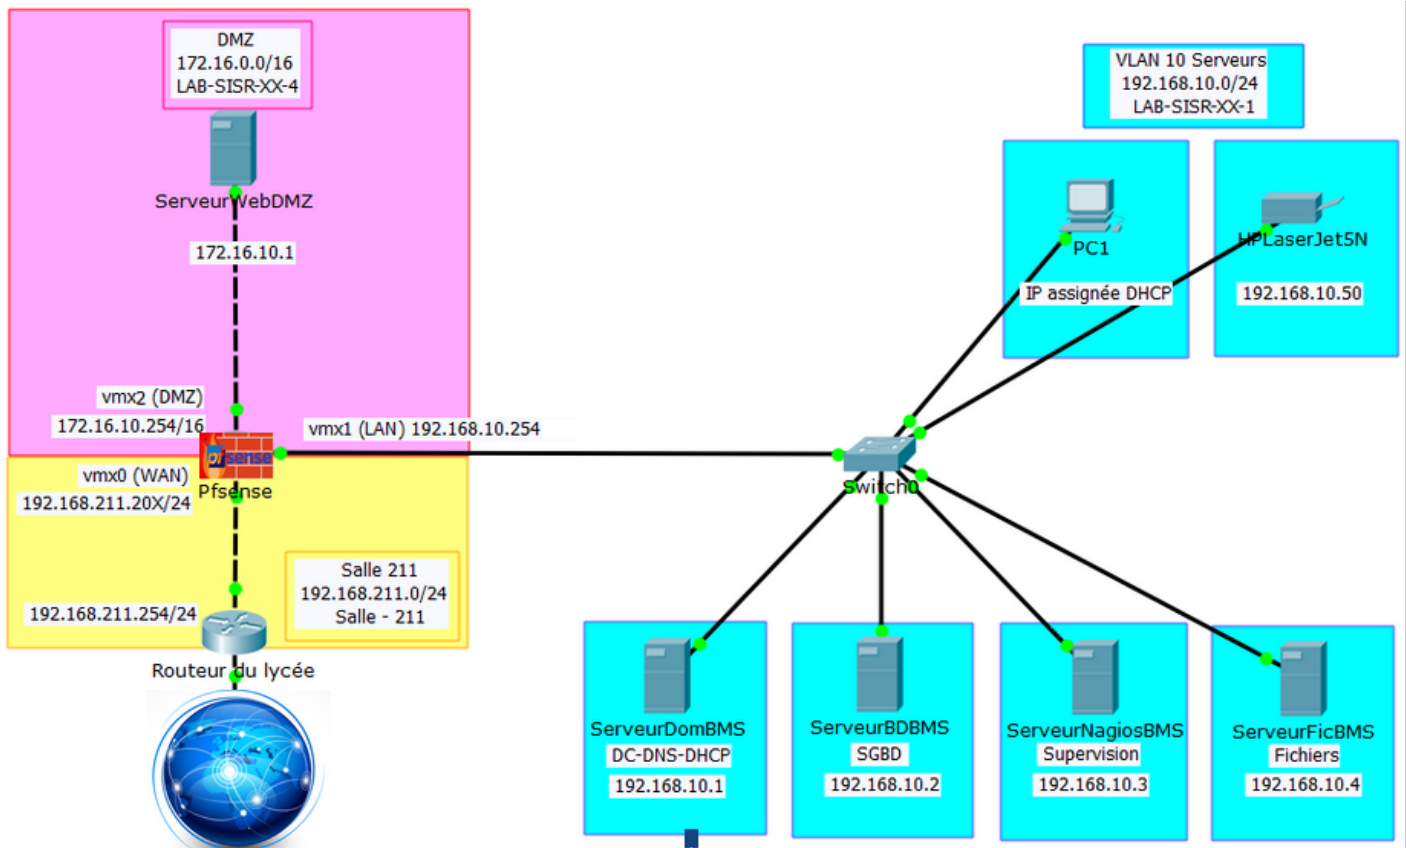 DMZ
172.16.0.0/16
LAB-SISR-XX-4
ServeurWebDMZ
172.16.10.1
vmx2 (DMZ)
172.16.10.254/16
pfsense
Pfsense
vmx1 (LAN) 192.168.10.254
vmx0 (WAN)
192.168.211.20X/24
Salle 211
192.168.211.0/24
Salle - 211
192.168.211.254/24
Routeur du lycée
VLAN 10 Serveurs
192.168.10.0/24
LAB-SISR-XX-1
PC1
IP assignée DHCP
HPLaserJet5N
192.168.10.50
Switch0
ServeurDomBMS
DC-DNS-DHCP
192.168.10.1
ServeurBDBMS
SGBD
192.168.10.2
ServeurNagiosBMS
Supervision
192.168.10.3
ServeurFicBMS
Fichiers
192.168.10.4